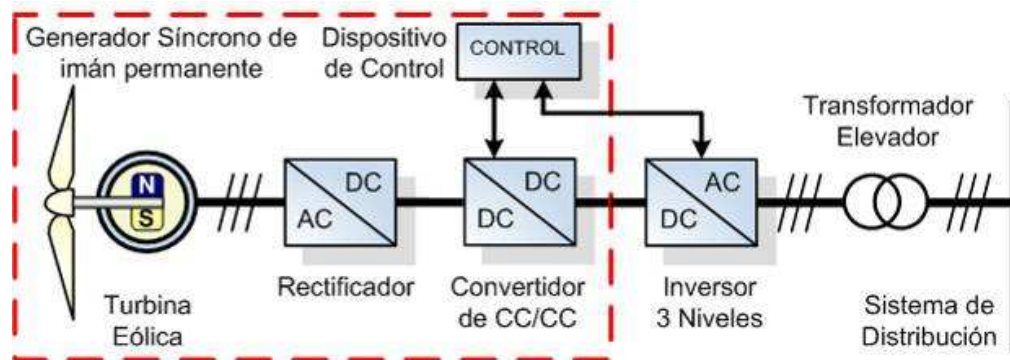 Generador Síncrono de
imán permanente
Dispositivo
de Control
CONTROL
Transformador
Elevador
N
S
AC
DC
DC
DC
DC
AC
Turbina
Eólica
Rectificador
Convertidor
de CC/CC
Inversor
3 Niveles
Sistema de
Distribución